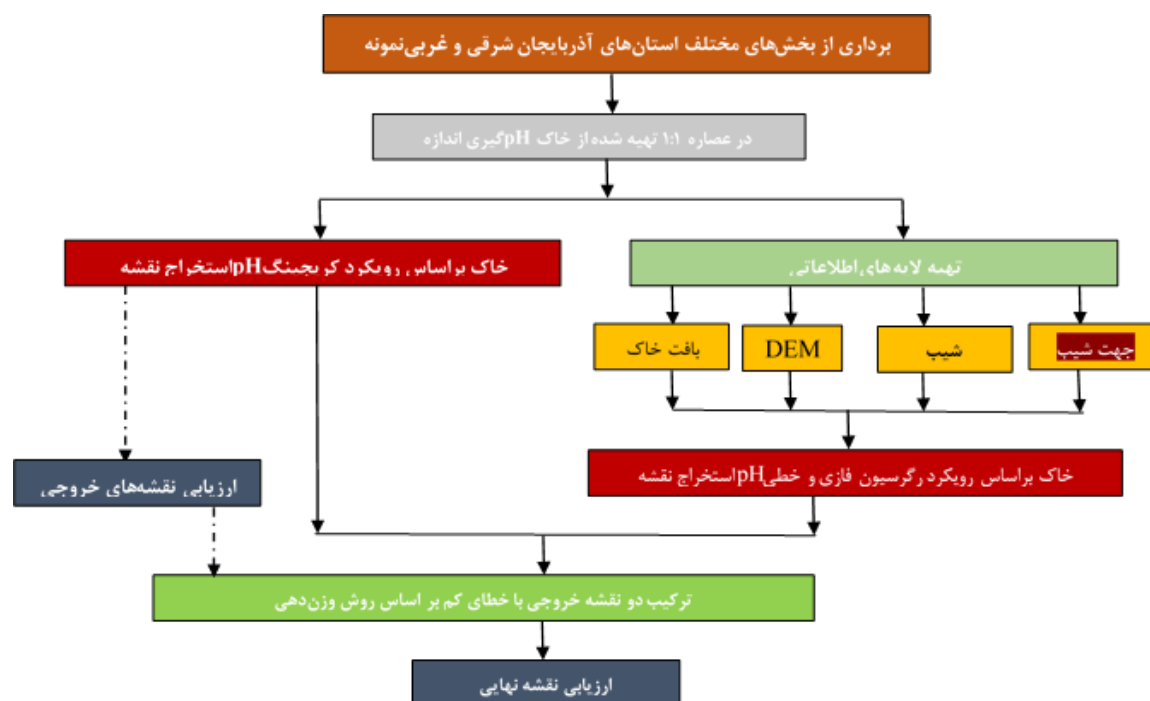 برداری از بخش‌های مختلف استان‌های آذربایجان شرقی و غربی‌نمونه
در عصاره ۱:۱ تهیه شده از خاک pHگیری اندازه
تهیه لایه‌های اطلاعاتی
خاک براساس رویکرد کریجینگpHاستخراج نقشه
جهت شیب
شیب
DEM
بافت خاک
خاک براساس رویکرد رگرسیون فازی و خطیpHاستخراج نقشه
ارزیابی نقشه‌های خروجی
ترکیب دو نقشه خروجی با خطای کم بر اساس روش وزن‌دهی
ارزیابی نقشه نهایی